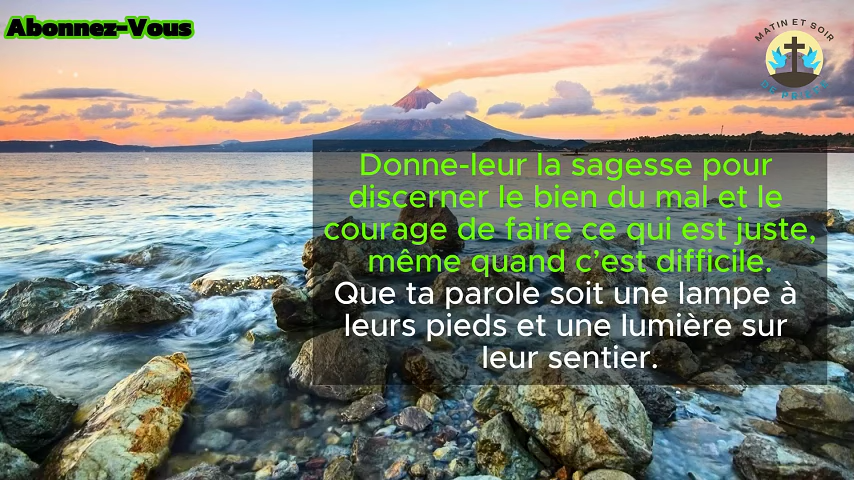 Abonnez-Vous
MATIN ET SOIR
DE PRIÈRE
Donne-leur la sagesse pour
discerner le bien du mal et le
courage de faire ce qui est juste,
même quand c’est difficile.
Que ta parole soit une lampe à
leurs pieds et une lumière sur
leur sentier.